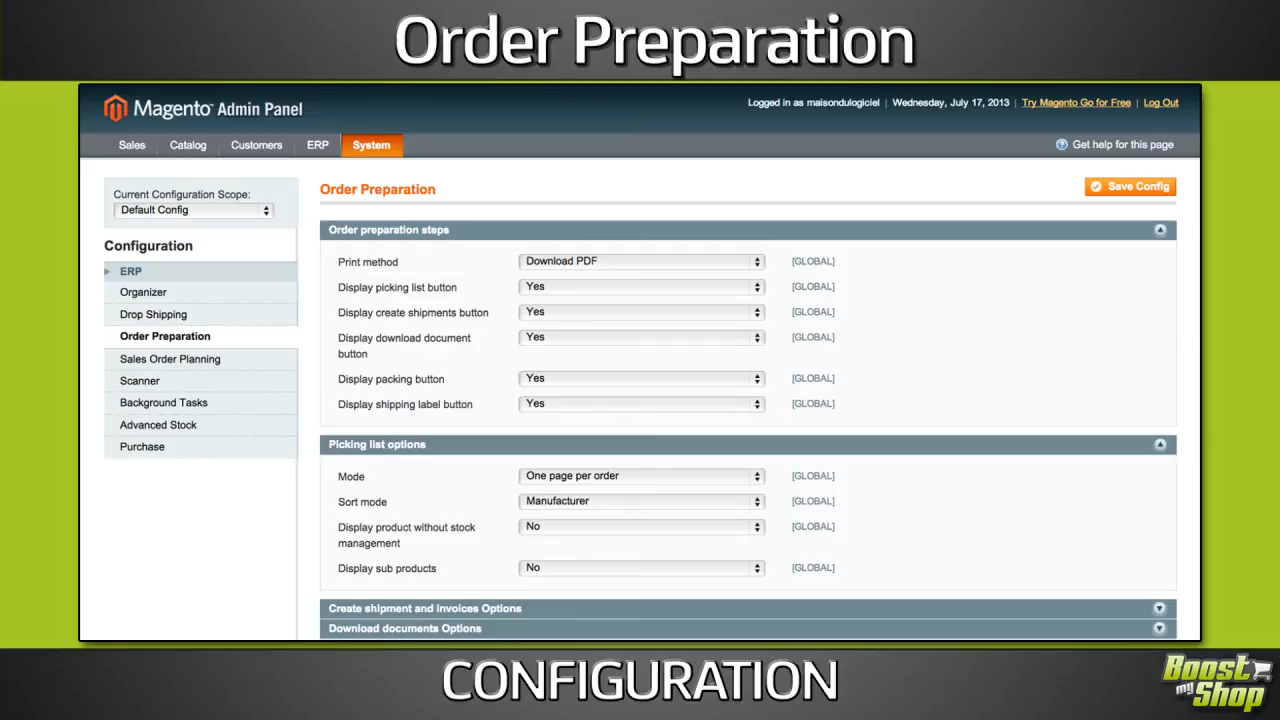 Order Preparation
Magento Admin Panel
Logged in as maisondulogiciel | Wednesday, July 17, 2013 | Try Magento Go for Free | Log Out
Sales Catalog Customers ERP System
Get help for this page
Current Configuration Scope:
Default Config
Configuration
ERP
Organizer
Drop Shipping
Order Preparation
Sales Order Planning
Scanner
Background Tasks
Advanced Stock
Purchase
Order Preparation
Save Config
Order preparation steps
Print method Download PDF [GLOBAL]
Display picking list button Yes [GLOBAL]
Display create shipments button Yes [GLOBAL]
Display download document Yes [GLOBAL]
button
Display packing button Yes [GLOBAL]
Display shipping label button Yes [GLOBAL]
Picking list options
Mode One page per order [GLOBAL]
Sort mode Manufacturer [GLOBAL]
Display product without stock No [GLOBAL]
management
Display sub products No [GLOBAL]
Create shipment and invoices Options
Download documents Options
CONFIGURATION
Boost
my Shop